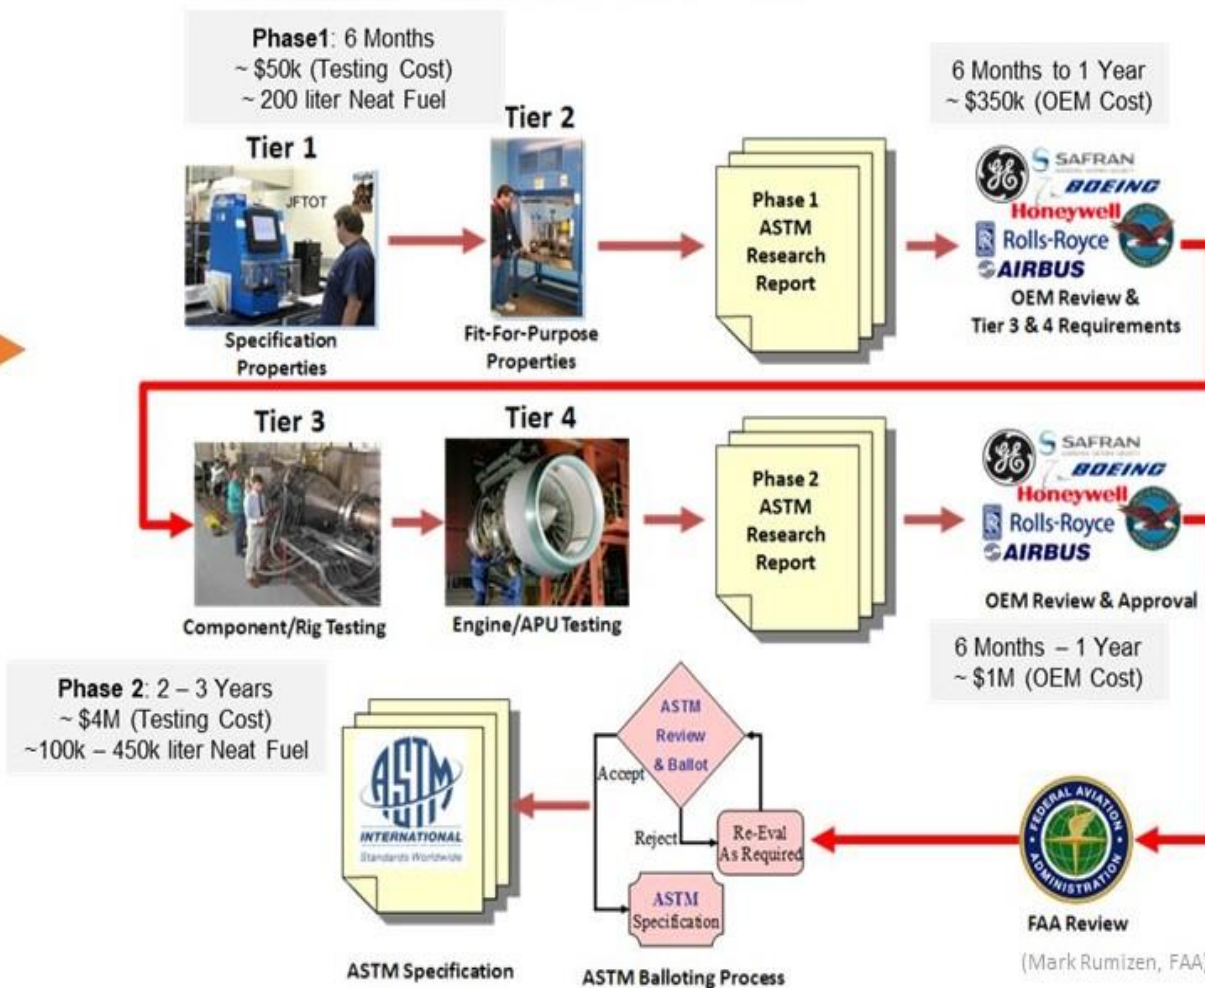 Phase1: 6 Months
~ $50k (Testing Cost)
~ 200 liter Neat Fuel
6 Months to 1 Year
~ $350k (OEM Cost)
Tier 1
Tier 2
JFTOT
Specification
Properties
Fit-For-Purpose
Properties
Phase 1
ASTM
Research
Report
GE
SAFRAN
BOEING
Honeywell
Rolls-Royce
AIRBUS
OEM Review &
Tier 3 & 4 Requirements
Tier 3
Tier 4
Component/Rig Testing
Engine/APU Testing
Phase 2
ASTM
Research
Report
GE
SAFRAN
BOEING
Honeywell
Rolls-Royce
AIRBUS
OEM Review & Approval
6 Months – 1 Year
~ $1M (OEM Cost)
Phase 2: 2 – 3 Years
~ $4M (Testing Cost)
~100k – 450k liter Neat Fuel
ASTM
INTERNATIONAL
Standards Worldwide
ASTM Specification
ASTM
Review
& Ballot
Accept
Reject
Re-Eval
As Required
ASTM
Specification
ASTM Balloting Process
FEDERAL AVIATION
ADMINISTRATION
FAA Review
(Mark Rumizen, FAA)